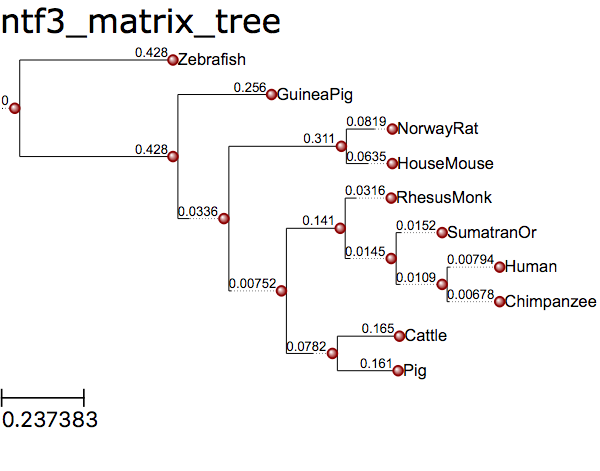 ntf3_matrix_tree
0.428 Zebrafish
0
0.256 GuineaPig
0.0819 NorwayRat
0.311
0.428
0.0635 HouseMouse
0.0316 RhesusMonk
0.0336
0.141
0.0152 SumatranOr
0.0145
0.00794 Human
0.0109
0.00752
0.00678 Chimpanzee
0.165 Cattle
0.0782
0.161 Pig
0.237383